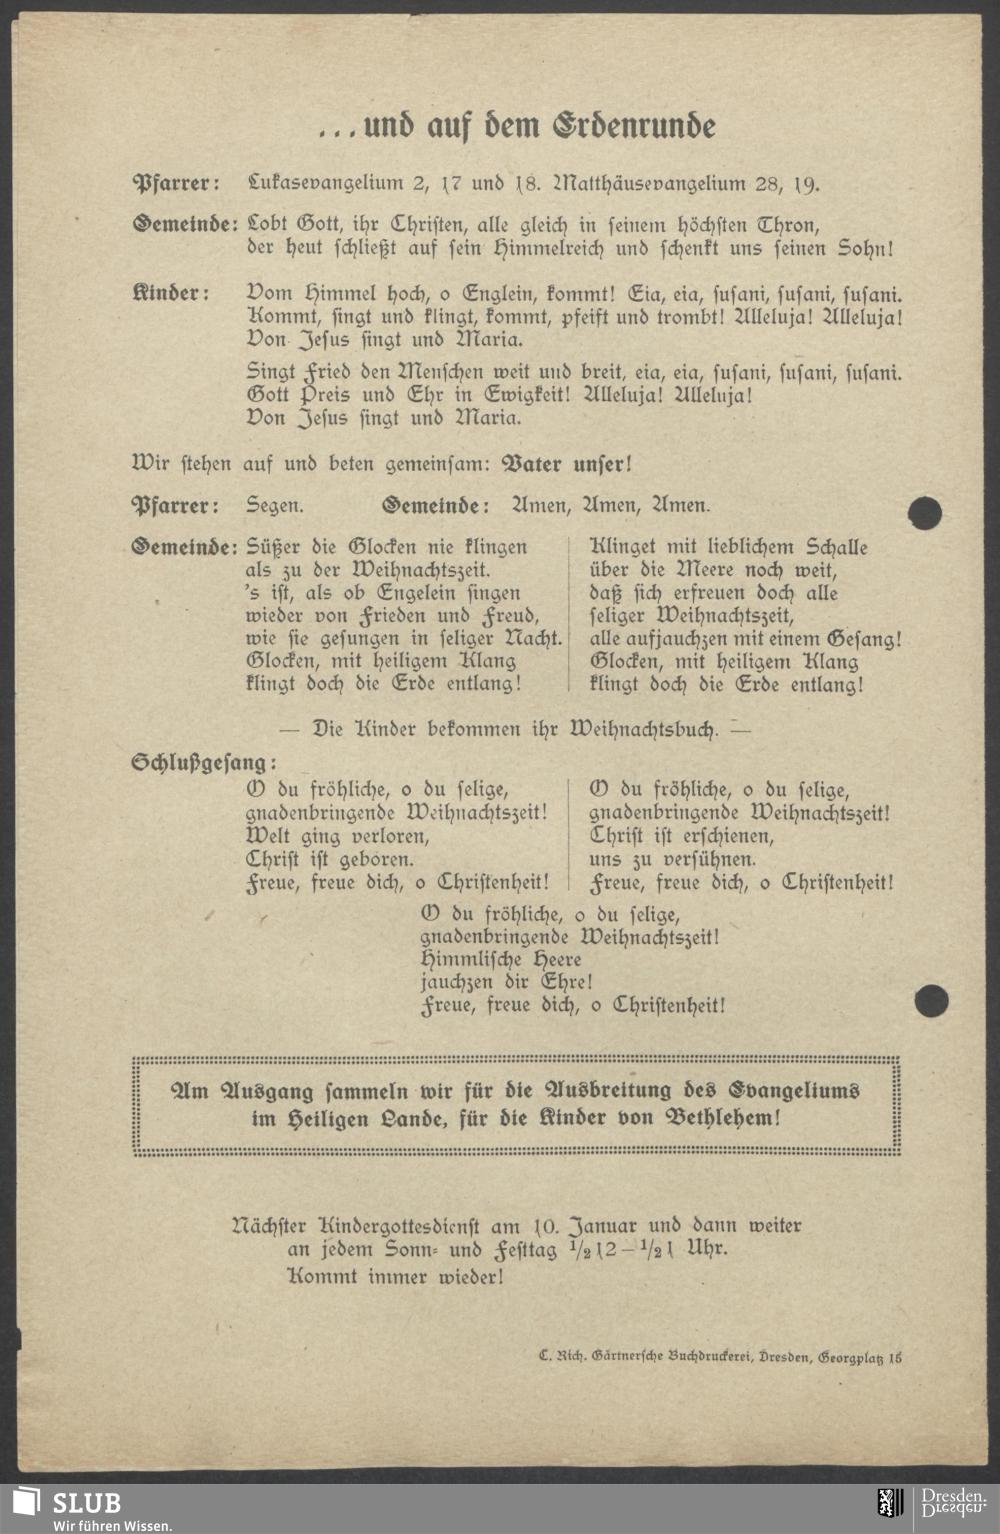 ... und auf dem Erdenrunde
Pfarrer: Lukasevangelium 2, 17 und 18. Matthäusevangelium 28, 19.
Gemeinde: Lobt Gott, ihr Christen, alle gleich in seinem höchsten Thron,
der heut schließt auf sein Himmelreich und schenkt uns seinen Sohn!
Kinder: Vom Himmel hoch, o Englein, kommt! Eia, eia, susani, susani, susani.
Kommt, singt und klingt, kommt, pfeift und trombt! Alleluja! Alleluja!
Von Jesus singt und Maria.
Singt Fried den Menschen weit und breit, eia, eia, susani, susani, susani.
Gott Preis und Ehr in Ewigkeit! Alleluja! Alleluja!
Von Jesus singt und Maria.
Wir stehen auf und beten gemeinsam: Vater unser!
Pfarrer: Segen. Gemeinde: Amen, Amen, Amen.
Gemeinde: Süßer die Glocken nie klingen
als zu der Weihnachtszeit.
's ist, als ob Engelein singen
wieder von Frieden und Freud,
wie sie gesungen in seliger Nacht.
Glocken, mit heiligem Klang
klingt doch die Erde entlang!
Klinget mit lieblichem Schalle
über die Meere noch weit,
daß sich erfreuen doch alle
seliger Weihnachtszeit,
alle aufjauchzen mit einem Gesang!
Glocken, mit heiligem Klang
klingt doch die Erde entlang!
— Die Kinder bekommen ihr Weihnachtsbuch. —
Schlußgesang:
O du fröhliche, o du selige,
gnadenbringende Weihnachtszeit!
Welt ging verloren,
Christ ist geboren.
Freue, freue dich, o Christenheit!
O du fröhliche, o du selige,
gnadenbringende Weihnachtszeit!
Christ ist erschienen,
uns zu versühnen.
Freue, freue dich, o Christenheit!
O du fröhliche, o du selige,
gnadenbringende Weihnachtszeit!
Himmlische Heere
jauchzen dir Ehre!
Freue, freue dich, o Christenheit!
Am Ausgang sammeln wir für die Ausbreitung des Evangeliums
im Heiligen Lande, für die Kinder von Bethlehem!
Nächster Kindergottesdienst am 10. Januar und dann weiter
an jedem Sonn- und Festtag ½12 – ½1 Uhr.
Kommt immer wieder!
C. Rich. Gärtnersche Buchdruckerei, Dresden, Georgplatz 15
SLUB
Wir führen Wissen.
Dresden.
Dresden.